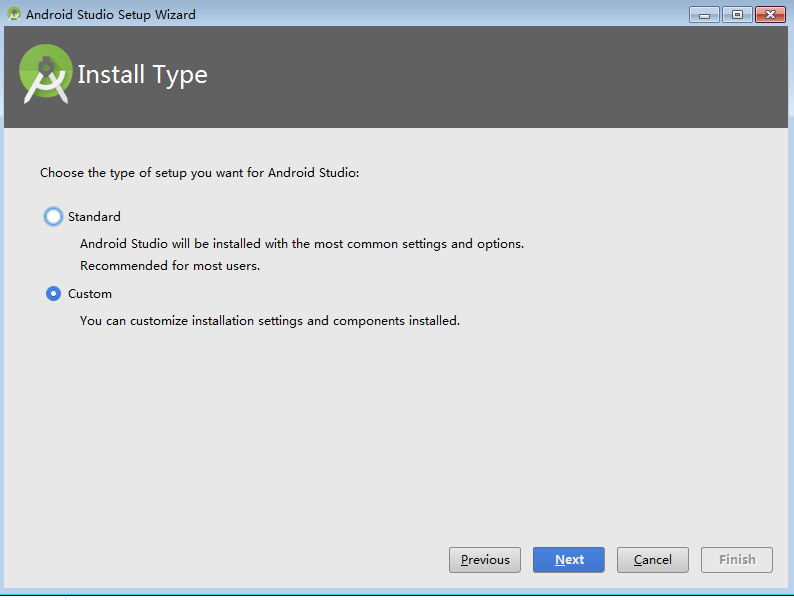 Android Studio Setup Wizard
Install Type
Choose the type of setup you want for Android Studio:
Standard
Android Studio will be installed with the most common settings and options.
Recommended for most users.
Custom
You can customize installation settings and components installed.
Previous Next Cancel Finish